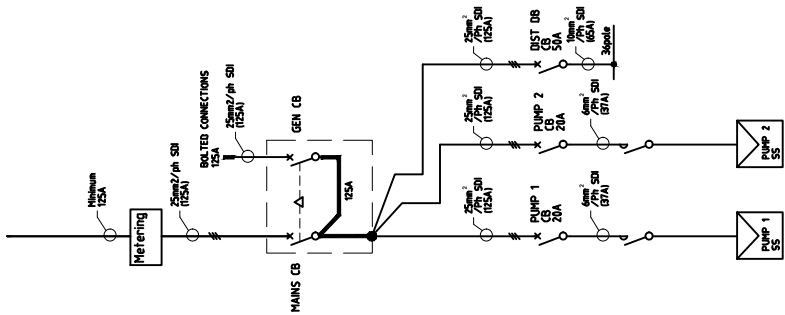 Minimum
125A
Metering
25mm2/ph SDI
(125A)
BOLTED CONNECTIONS
125A
25mm2/ph SDI
(125A)
MAINS CB
GEN CB
125A
25mm²
/Ph SDI
(125A)
PUMP 1
CB
20A
6mm²
/Ph SDI
(37A)
PUMP 1
SS
25mm²
/Ph SDI
(125A)
PUMP 2
CB
20A
6mm²
/Ph SDI
(37A)
PUMP 2
SS
25mm²
/Ph SDI
(125A)
DIST DB
CB
50A
10mm²
/Ph SDI
(65A)
36pole